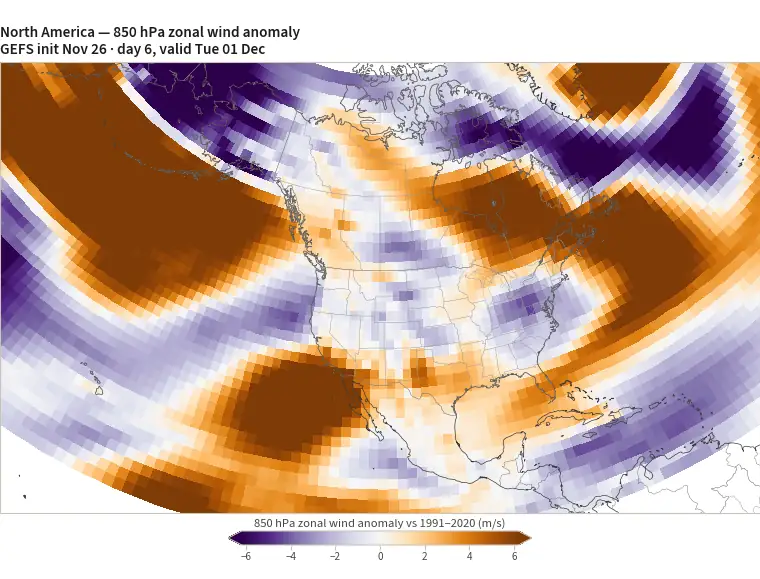 North America — 850 hPa zonal wind anomaly
GEFS init Nov 26 · day 6, valid Tue 01 Dec
850 hPa zonal wind anomaly vs 1991–2020 (m/s)
−6 −4 −2 0 2 4 6